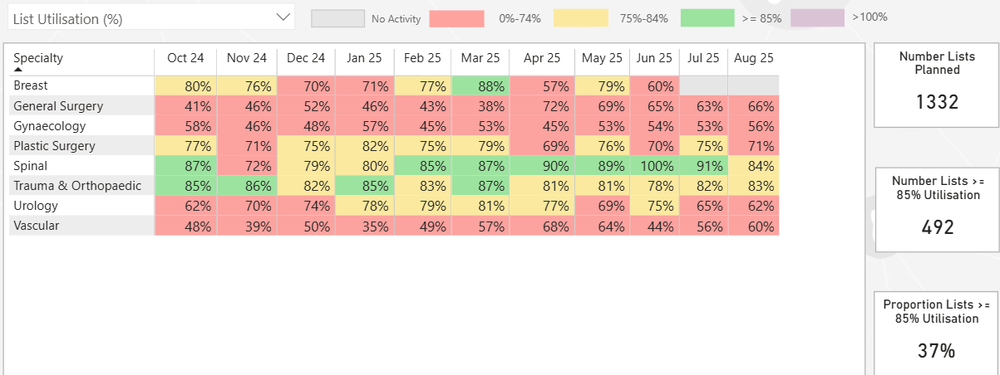 List Utilisation (%) No Activity 0%-74% 75%-84% >= 85% >100%
Specialty Oct 24 Nov 24 Dec 24 Jan 25 Feb 25 Mar 25 Apr 25 May 25 Jun 25 Jul 25 Aug 25
Breast 80% 76% 70% 71% 77% 88% 57% 79% 60%
General Surgery 41% 46% 52% 46% 43% 38% 72% 69% 65% 63% 66%
Gynaecology 58% 46% 48% 57% 45% 53% 45% 53% 54% 53% 56%
Plastic Surgery 77% 71% 75% 82% 75% 79% 69% 76% 70% 75% 71%
Spinal 87% 72% 79% 80% 85% 87% 90% 89% 100% 91% 84%
Trauma & Orthopaedic 85% 86% 82% 85% 83% 87% 81% 81% 78% 82% 83%
Urology 62% 70% 74% 78% 79% 81% 77% 69% 75% 65% 62%
Vascular 48% 39% 50% 35% 49% 57% 68% 64% 44% 56% 60%
Number Lists
Planned
1332
Number Lists >=
85% Utilisation
492
Proportion Lists >=
85% Utilisation
37%